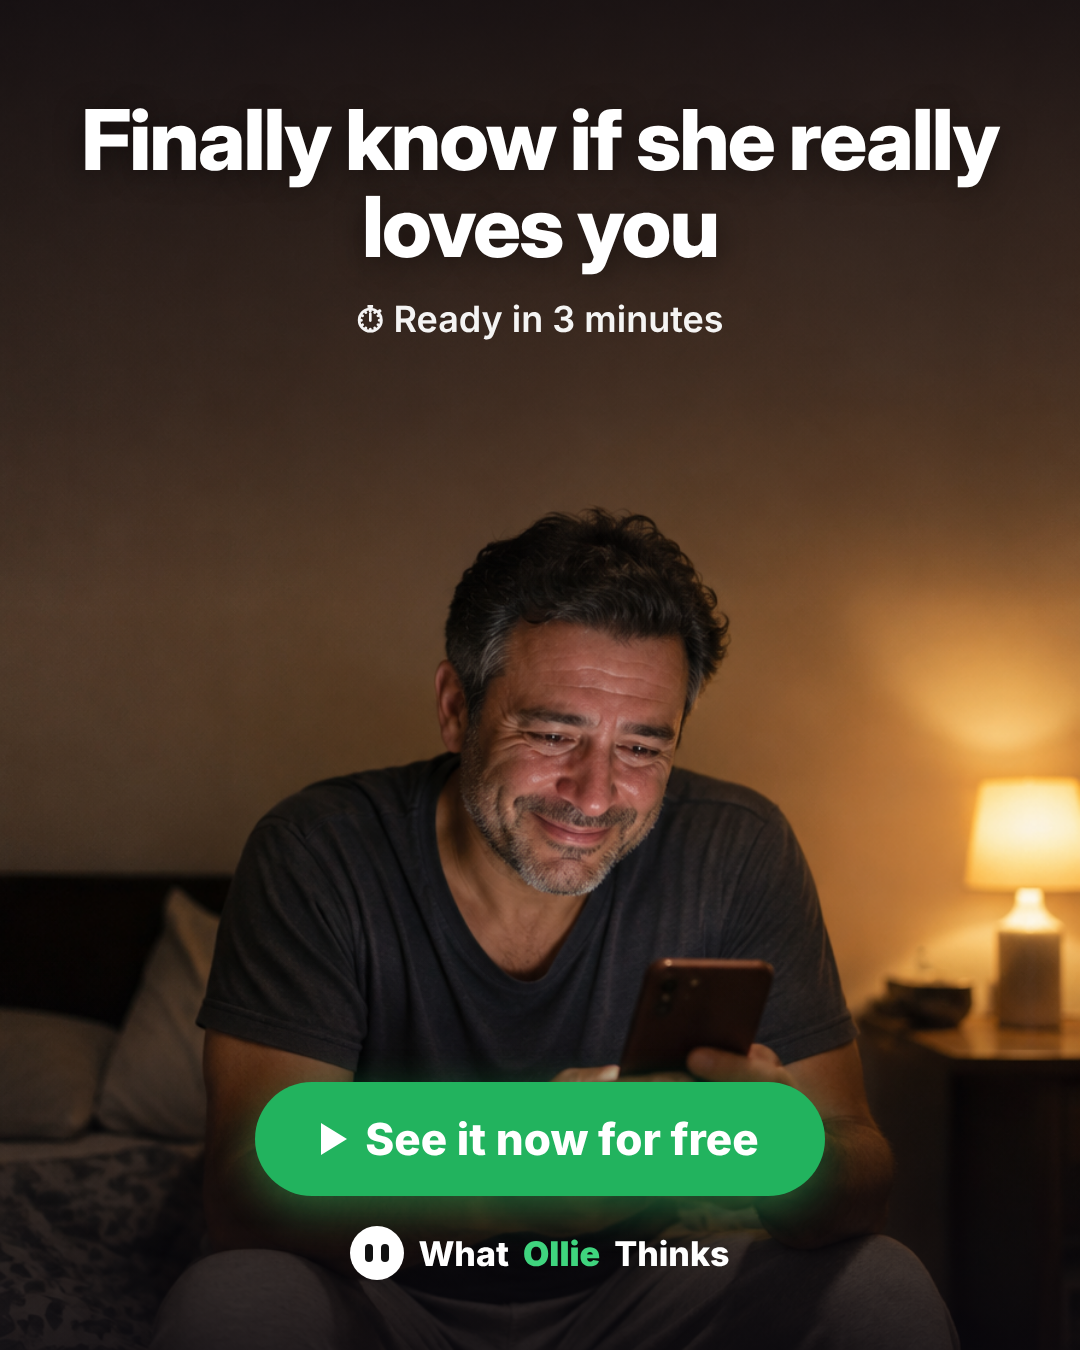 Finally know if she really
loves you
⏱ Ready in 3 minutes
▶ See it now for free
What Ollie Thinks